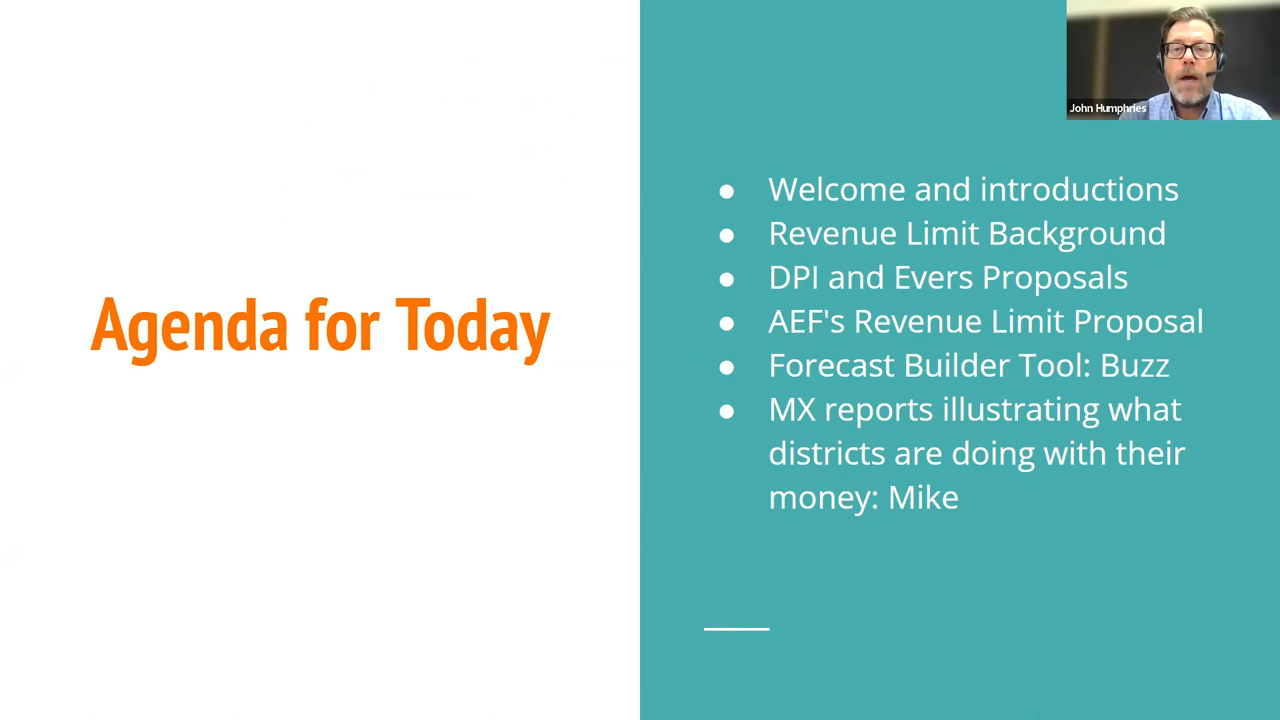 John Humphries
Agenda for Today
● Welcome and introductions
● Revenue Limit Background
● DPI and Evers Proposals
● AEF's Revenue Limit Proposal
● Forecast Builder Tool: Buzz
● MX reports illustrating what
districts are doing with their
money: Mike